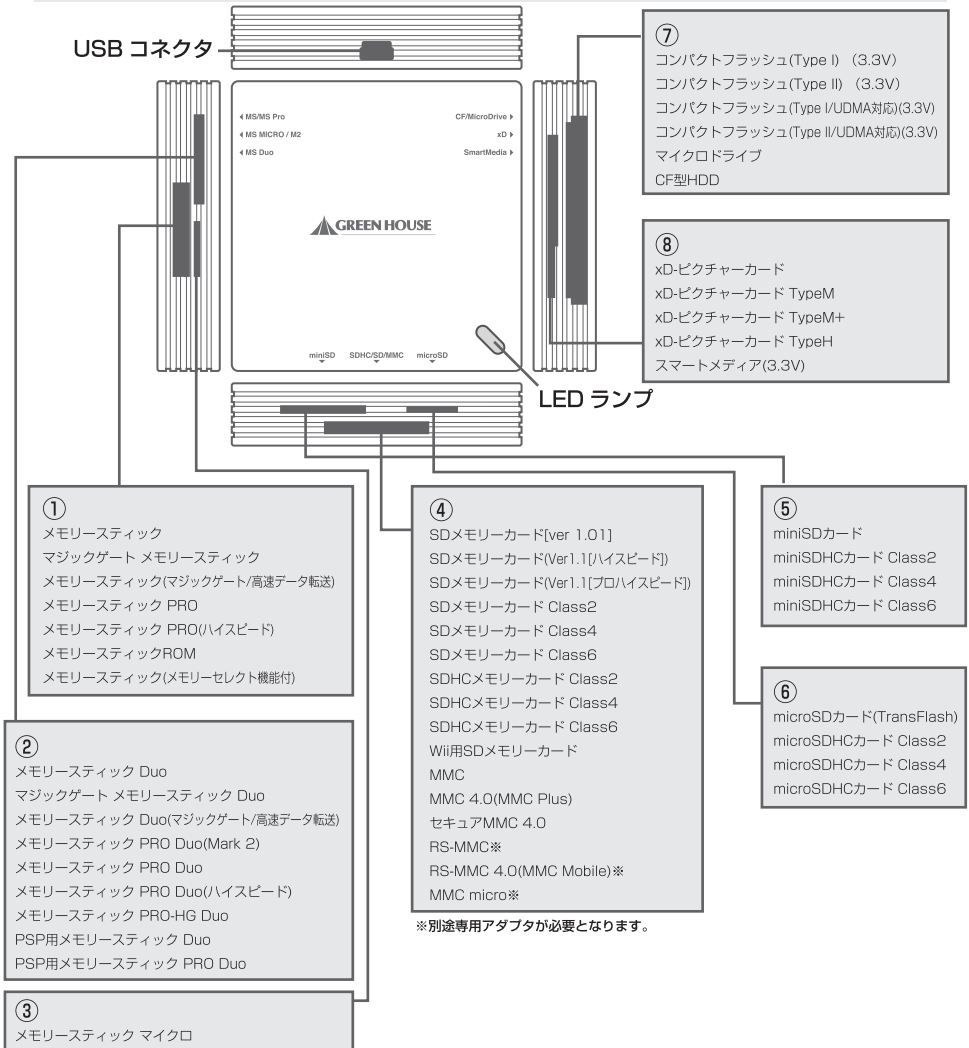 USB コネクタ
◀ MS/MS Pro
◀ MS MICRO / M2
◀ MS Duo
CF/MicroDrive ▶
xD ▶
SmartMedia ▶
GREEN HOUSE
miniSD SDHC/SD/MMC microSD
▼ ▼ ▼
LED ランプ
⑦
コンパクトフラッシュ(Type I) （3.3V）
コンパクトフラッシュ(Type II) （3.3V）
コンパクトフラッシュ(Type I/UDMA対応)(3.3V)
コンパクトフラッシュ(Type II/UDMA対応)(3.3V)
マイクロドライブ
CF型HDD
⑧
xD-ピクチャーカード
xD-ピクチャーカード TypeM
xD-ピクチャーカード TypeM+
xD-ピクチャーカード TypeH
スマートメディア(3.3V)
①
メモリースティック
マジックゲート メモリースティック
メモリースティック(マジックゲート/高速データ転送)
メモリースティック PRO
メモリースティック PRO(ハイスピード)
メモリースティックROM
メモリースティック(メモリーセレクト機能付)
②
メモリースティック Duo
マジックゲート メモリースティック Duo
メモリースティック Duo(マジックゲート/高速データ転送)
メモリースティック PRO Duo(Mark 2)
メモリースティック PRO Duo
メモリースティック PRO Duo(ハイスピード)
メモリースティック PRO-HG Duo
PSP用メモリースティック Duo
PSP用メモリースティック PRO Duo
③
メモリースティック マイクロ
④
SDメモリーカード[ver 1.01]
SDメモリーカード(Ver1.1[ハイスピード])
SDメモリーカード(Ver1.1[プロハイスピード])
SDメモリーカード Class2
SDメモリーカード Class4
SDメモリーカード Class6
SDHCメモリーカード Class2
SDHCメモリーカード Class4
SDHCメモリーカード Class6
Wii用SDメモリーカード
MMC
MMC 4.0(MMC Plus)
セキュアMMC 4.0
RS-MMC※
RS-MMC 4.0(MMC Mobile)※
MMC micro※
※別途専用アダプタが必要となります。
⑤
miniSDカード
miniSDHCカード Class2
miniSDHCカード Class4
miniSDHCカード Class6
⑥
microSDカード(TransFlash)
microSDHCカード Class2
microSDHCカード Class4
microSDHCカード Class6